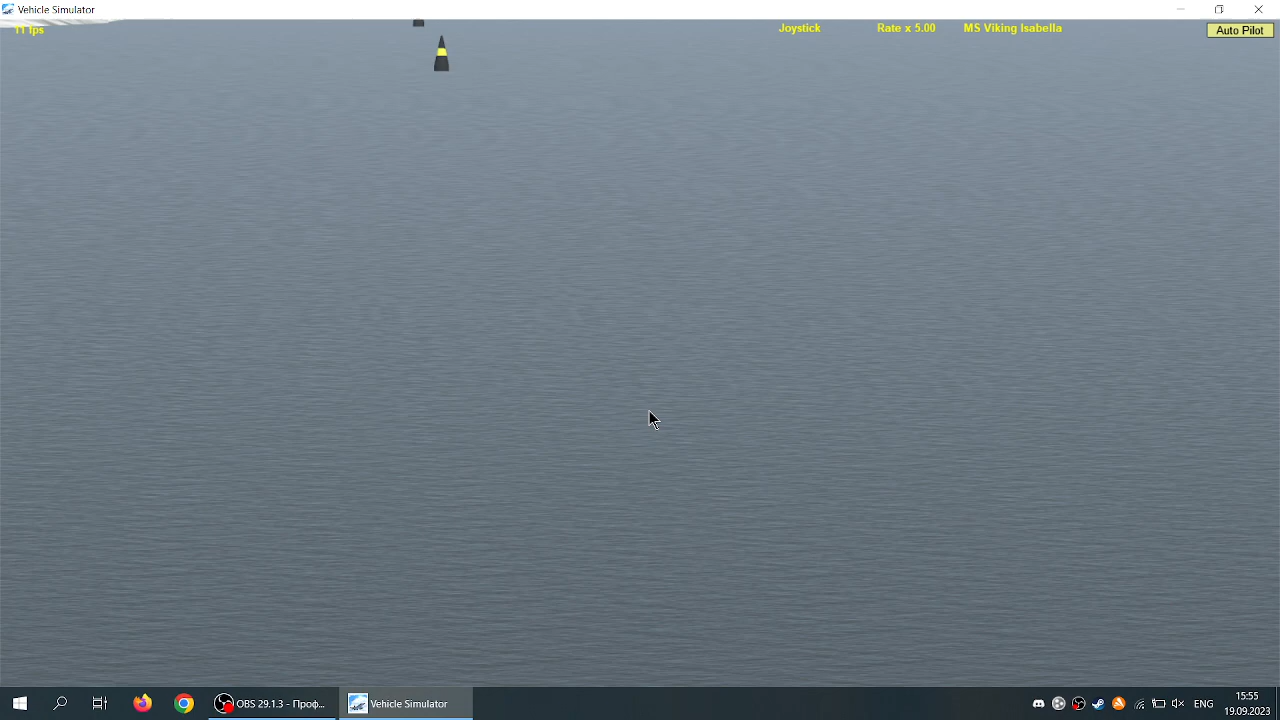 Vehicle Simulator
11 fps
Joystick
Rate x 5.00
MS Viking Isabella
Auto Pilot
OBS 29.1.3 - Проф...
Vehicle Simulator
ENG
15:55
19.09.2023